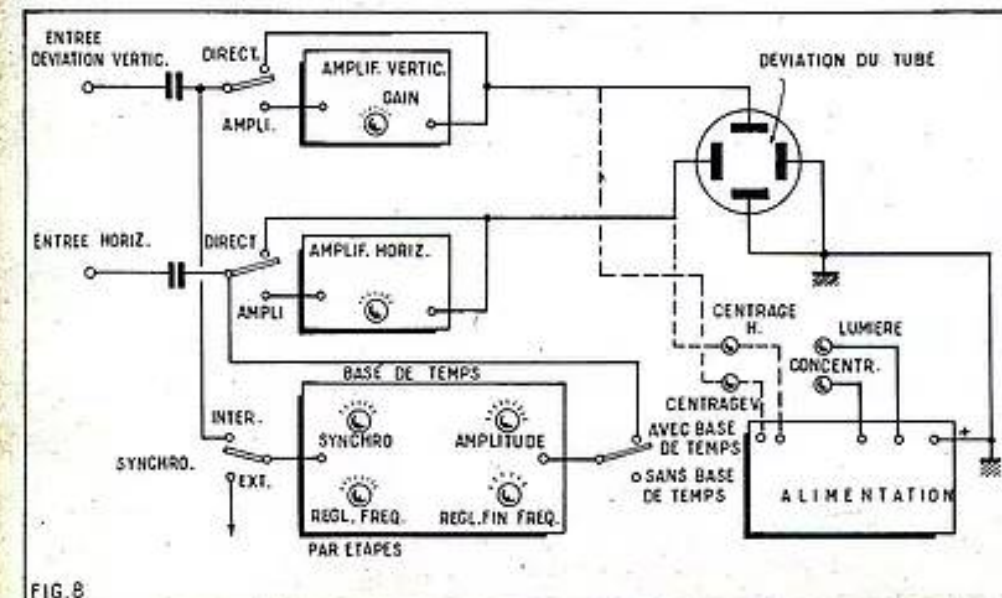 ENTREE
DEVIATION VERTIC.
DIRECT.
AMPLI.
AMPLIF. VERTIC.
GAIN
DEVIATION DU TUBE
ENTREE HORIZ.
DIRECT
AMPLI
AMPLIF. HORIZ.
CENTRAGE
H.
LUMIERE
CONCENTR.
CENTRAGE V.
BASE DE TEMPS
INTER.
SYNCHRO.
EXT.
SYNCHRO
AMPLITUDE
REGL. FREQ.
REGL. FIN FREQ.
PAR ETAPES
AVEC BASE
DE TEMPS
SANS BASE
DE TEMPS
+
ALIMENTATION
FIG.8